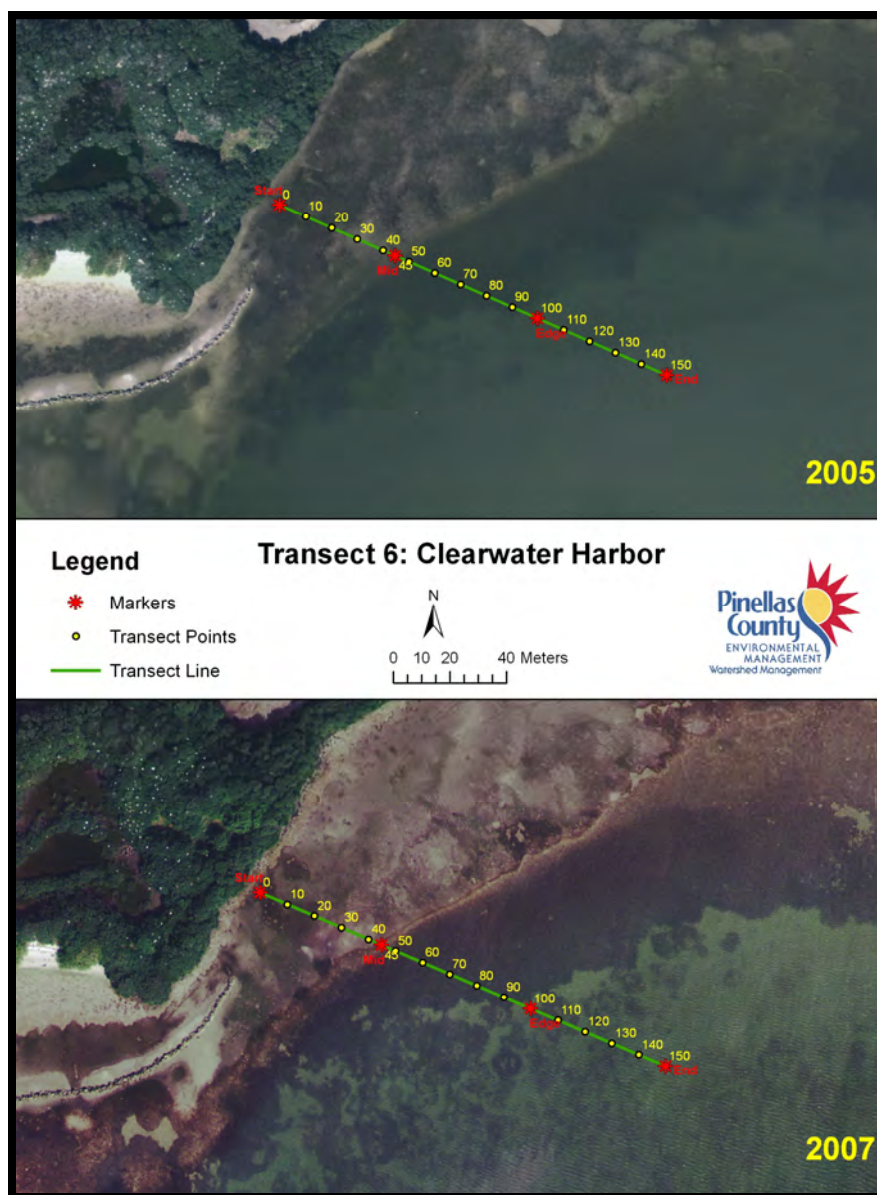 Start 0
10
20
30
40
Mid 45 50
60
70
80
90
100
Edge 110
120
130
140
150
End
2005
Legend
Transect 6: Clearwater Harbor
Markers
Transect Points
Transect Line
N
0 10 20 40 Meters
Pinellas
County
ENVIRONMENTAL
MANAGEMENT
Watershed Management
Start 0
10
20
30
40
Mid 45 50
60
70
80
90
100
Edge 110
120
130
140
150
End
2007